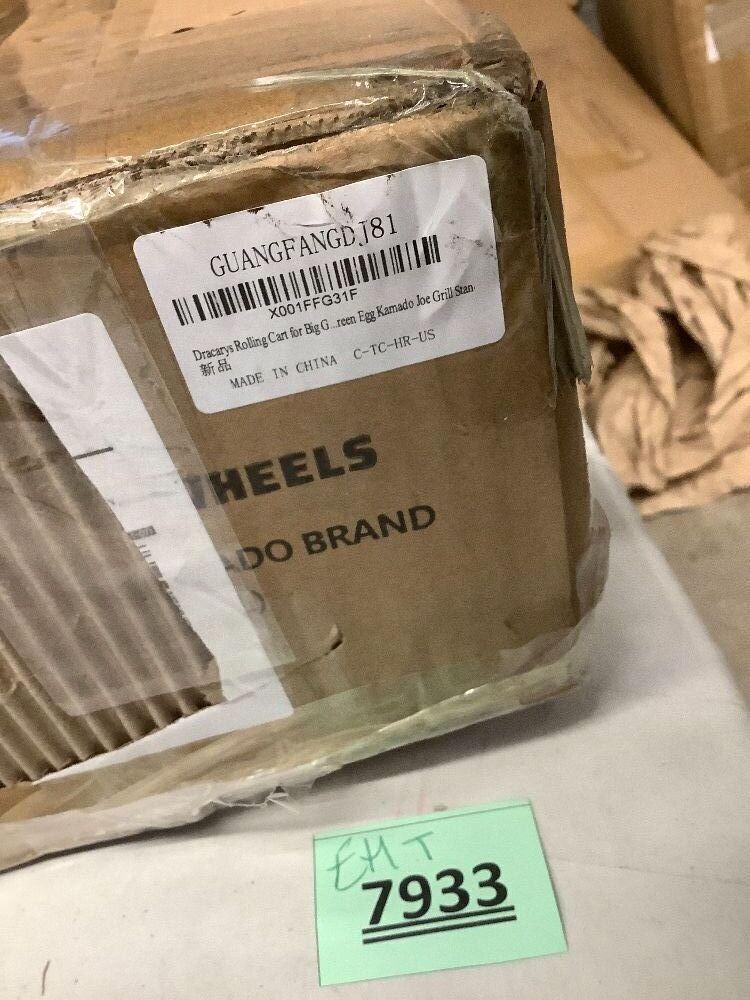 GUANGFANGDJ81
X001FFG31F
Dracarys Rolling Cart for Big G...reen Egg Kamado Joe Grill Stan
新品
MADE IN CHINA C-TC-HR-US
HEELS
ADO BRAND
EMT
7933